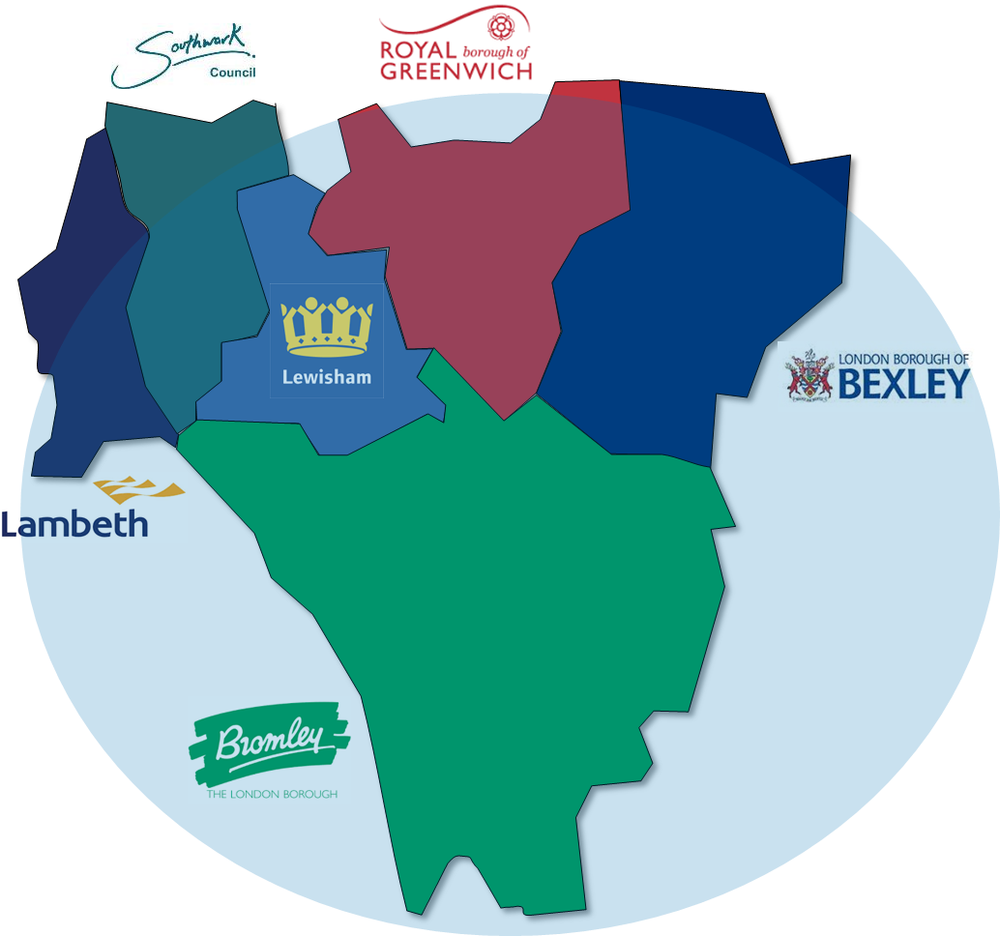 Southwark
Council
ROYAL borough of
GREENWICH
Lewisham
LONDON BOROUGH OF
BEXLEY
Lambeth
Bromley
THE LONDON BOROUGH